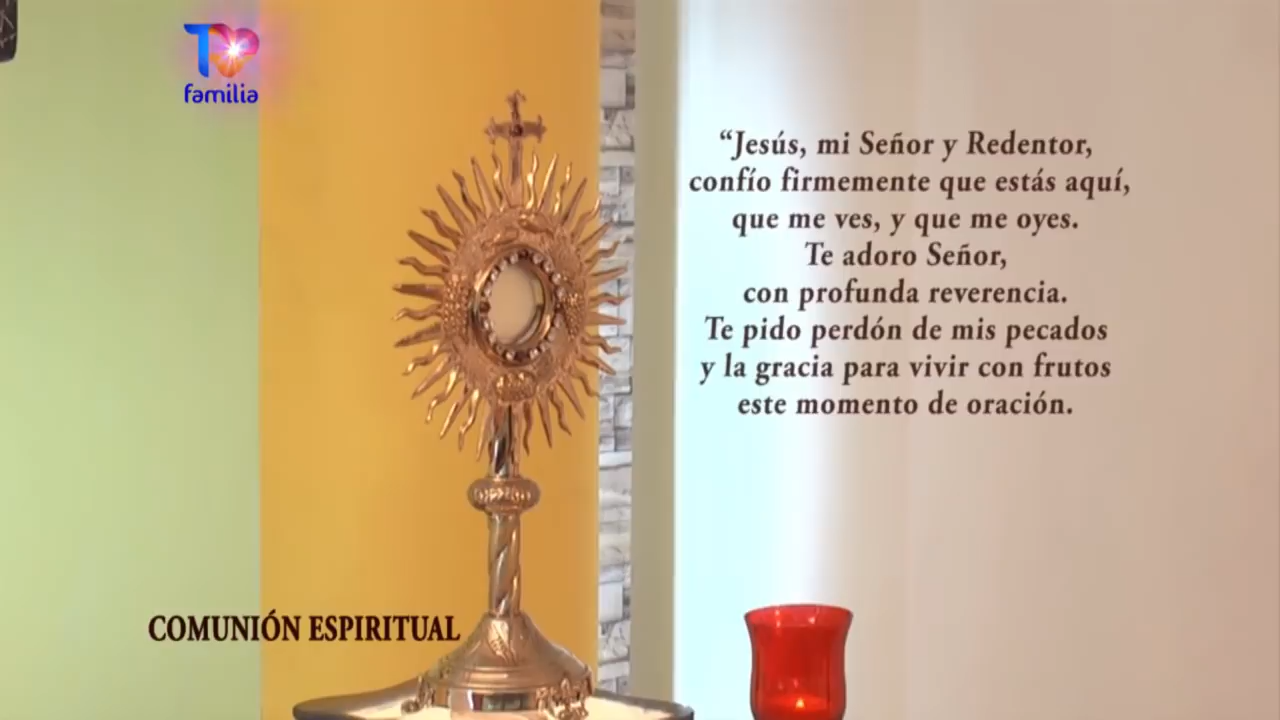 TV
familia
“Jesús, mi Señor y Redentor,
confío firmemente que estás aquí,
que me ves, y que me oyes.
Te adoro Señor,
con profunda reverencia.
Te pido perdón de mis pecados
y la gracia para vivir con frutos
este momento de oración.
COMUNIÓN ESPIRITUAL